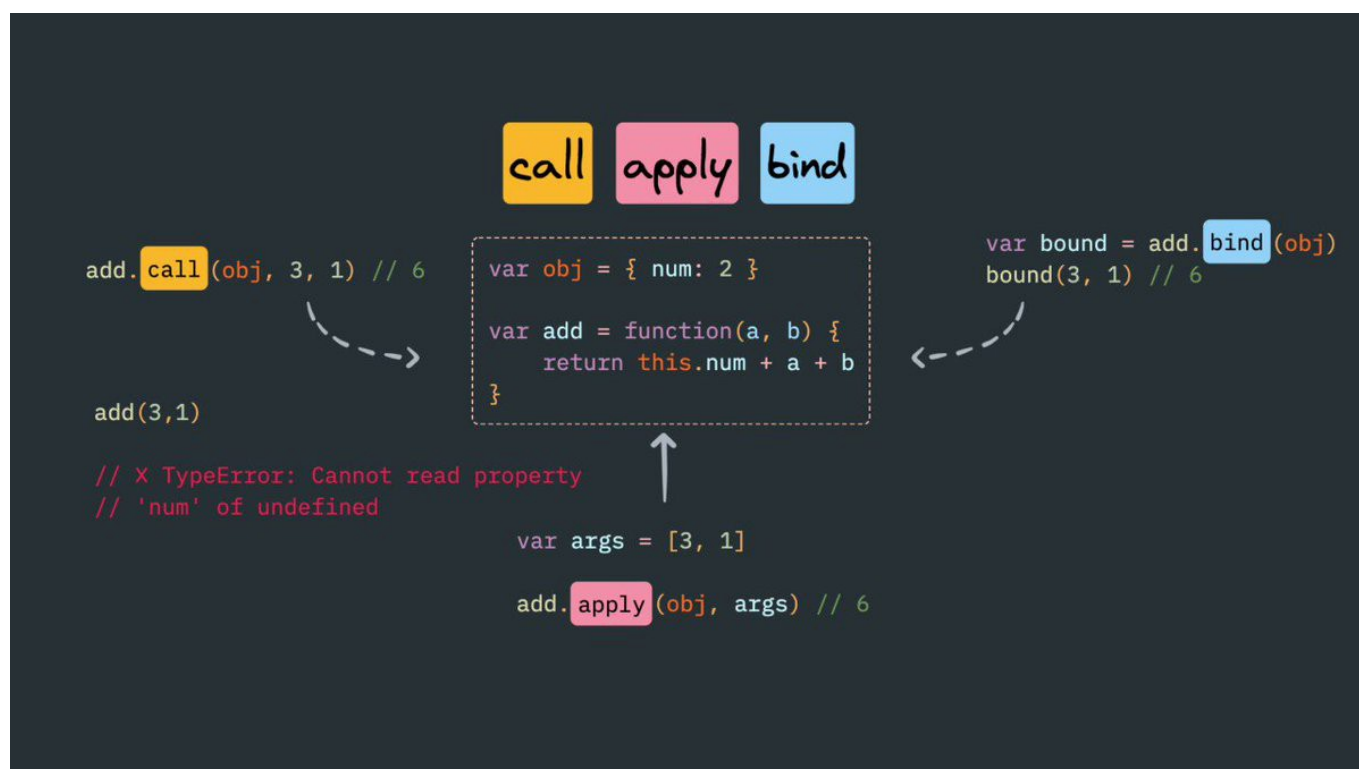 call apply bind
add.call(obj, 3, 1) // 6
add(3,1)
// X TypeError: Cannot read property
// 'num' of undefined
var obj = { num: 2 }
var add = function(a, b) {
    return this.num + a + b
}
var args = [3, 1]
add.apply(obj, args) // 6
var bound = add.bind(obj)
bound(3, 1) // 6